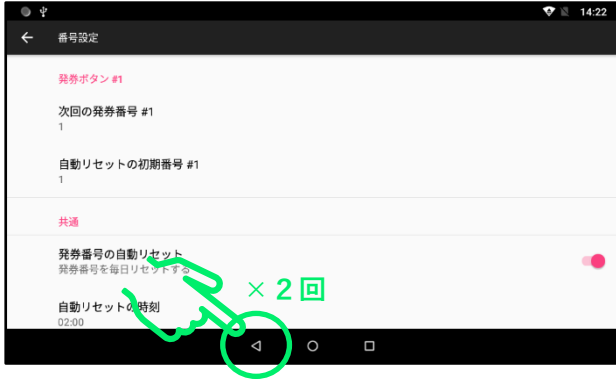 14:22
番号設定
発券ボタン #1
次回の発券番号 #1
1
自動リセットの初期番号 #1
1
共通
発券番号の自動リセット
発券番号を毎日リセットする
×2回
自動リセットの時刻
02:00